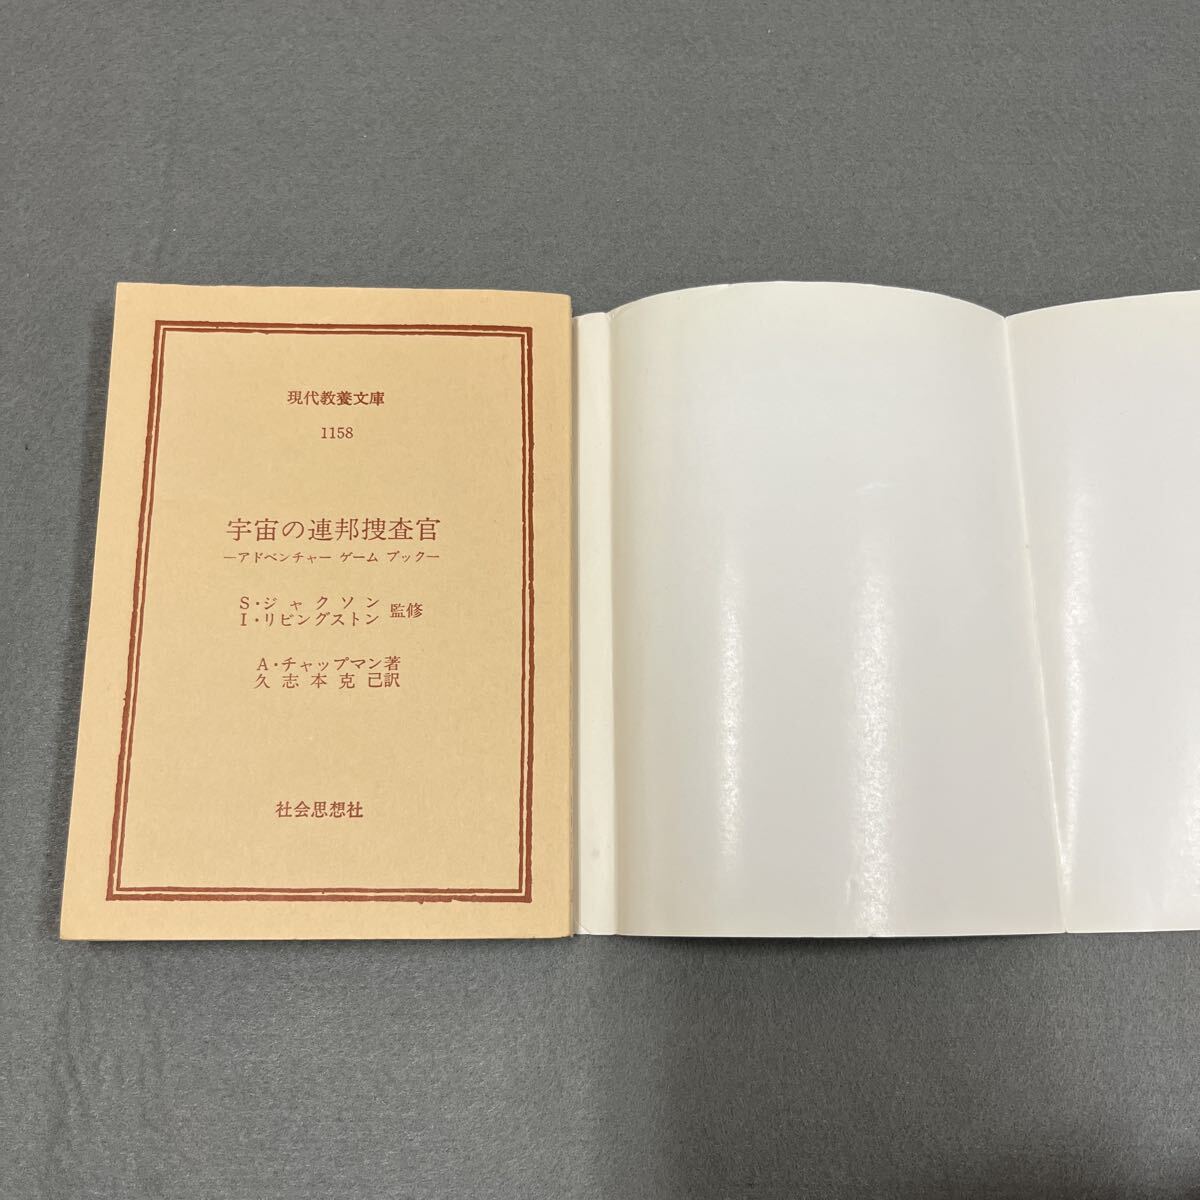 現代教養文庫
1158
宇宙の連邦捜査官
—アドベンチャー ゲーム ブック—
S・ジャクソン
I・リビングストン 監修
A・チャップマン著
久志本克己訳
社会思想社